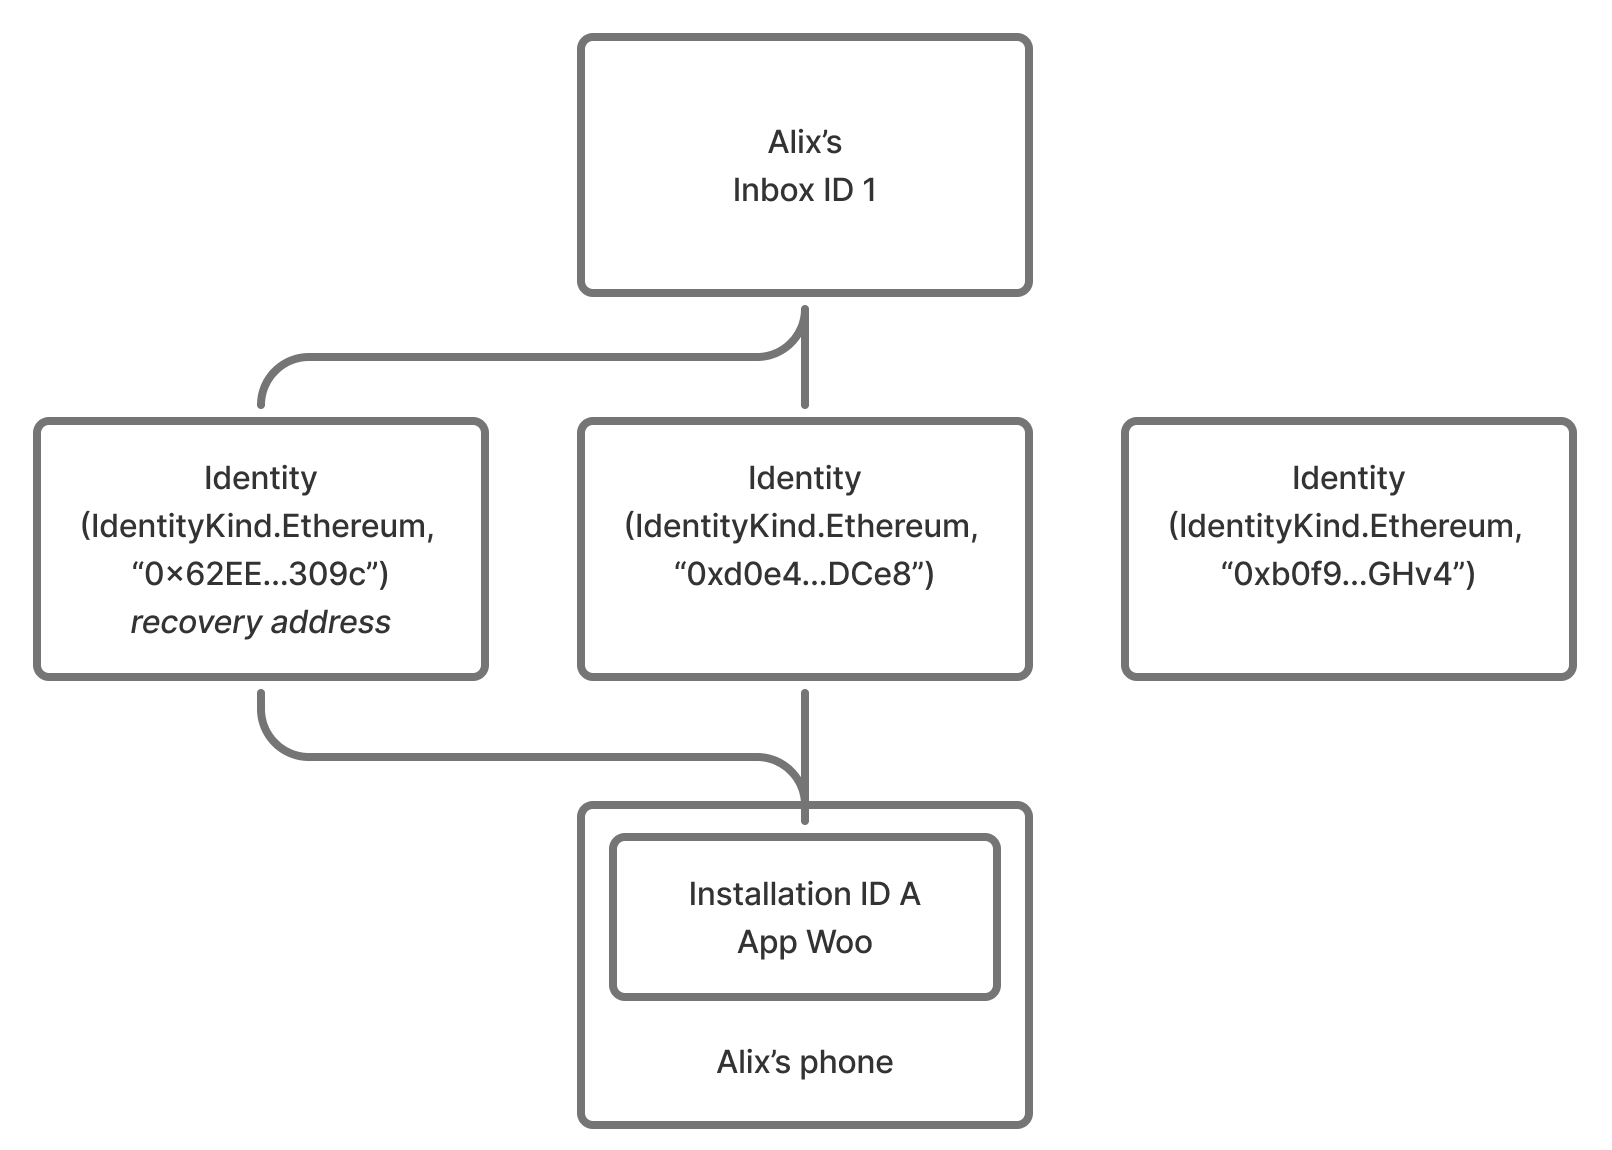 Alix’s
Inbox ID 1
Identity
(IdentityKind.Ethereum,
“0×62EE...309c”)
recovery address
Identity
(IdentityKind.Ethereum,
“0xd0e4...DCe8”)
Identity
(IdentityKind.Ethereum,
“0xb0f9...GHv4”)
Installation ID A
App Woo
Alix’s phone